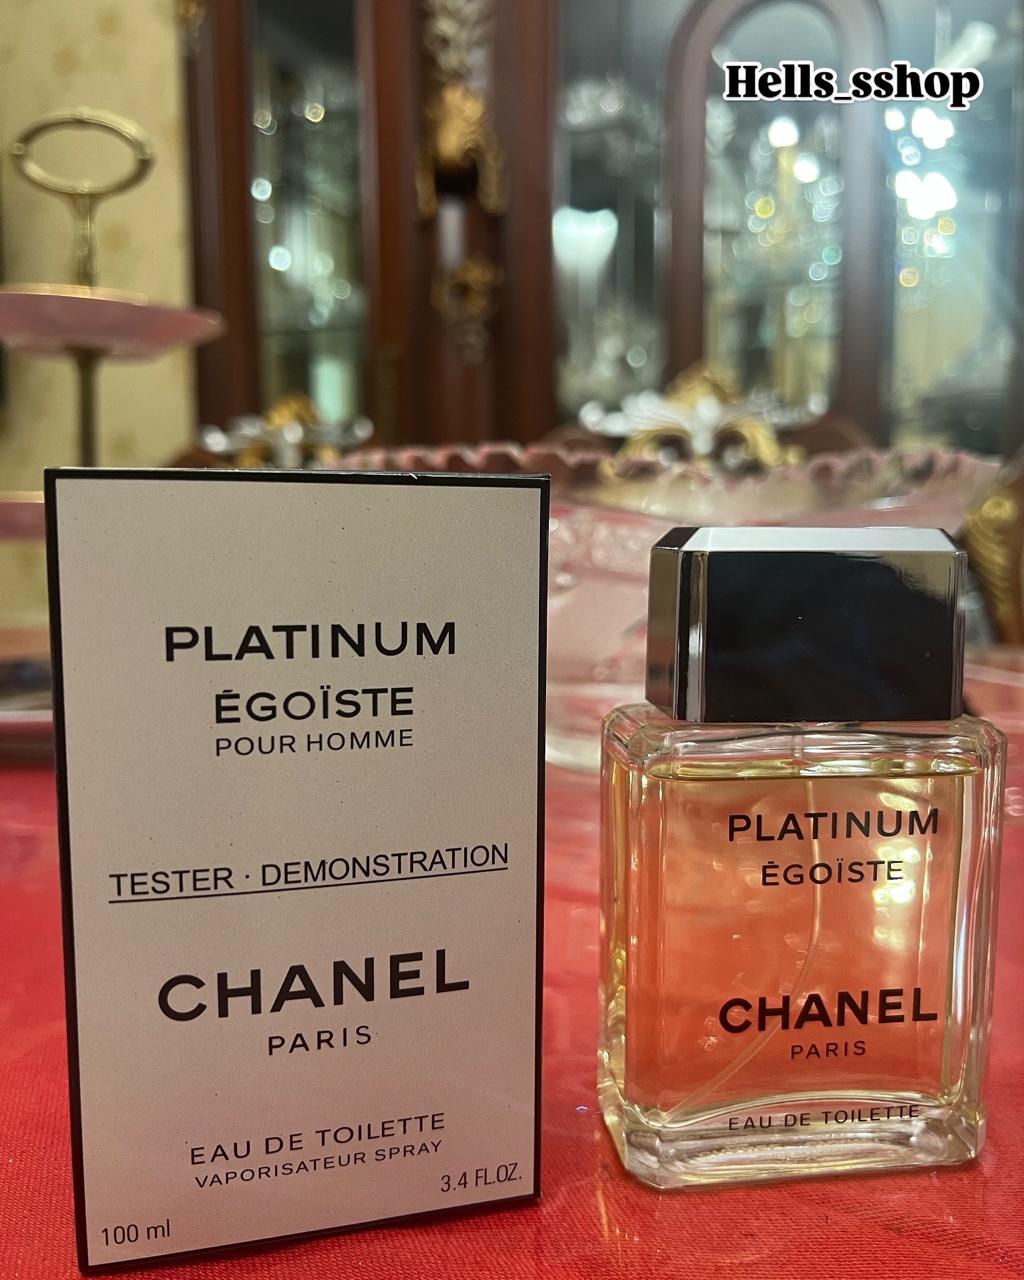 Hells_sshop
PLATINUM
ÉGOÏSTE
POUR HOMME
TESTER · DEMONSTRATION
CHANEL
PARIS
EAU DE TOILETTE
VAPORISATEUR SPRAY
3.4 FL.OZ.
100 ml
PLATINUM
ÉGOÏSTE
CHANEL
PARIS
EAU DE TOILETTE